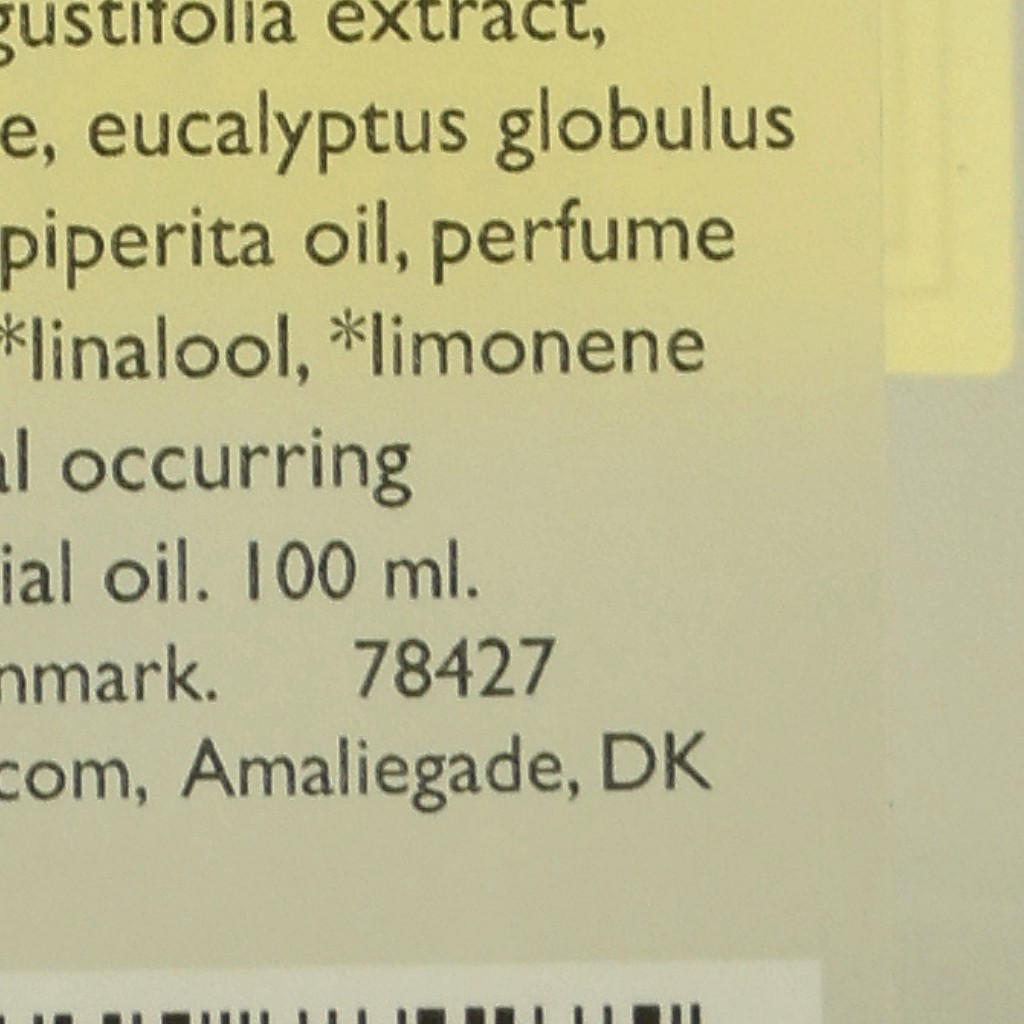 gustifolia extract,
e, eucalyptus globulus
piperita oil, perfume
*linalool, *limonene
al occurring
ial oil. 100 ml.
nmark. 78427
com, Amaliegade, DK